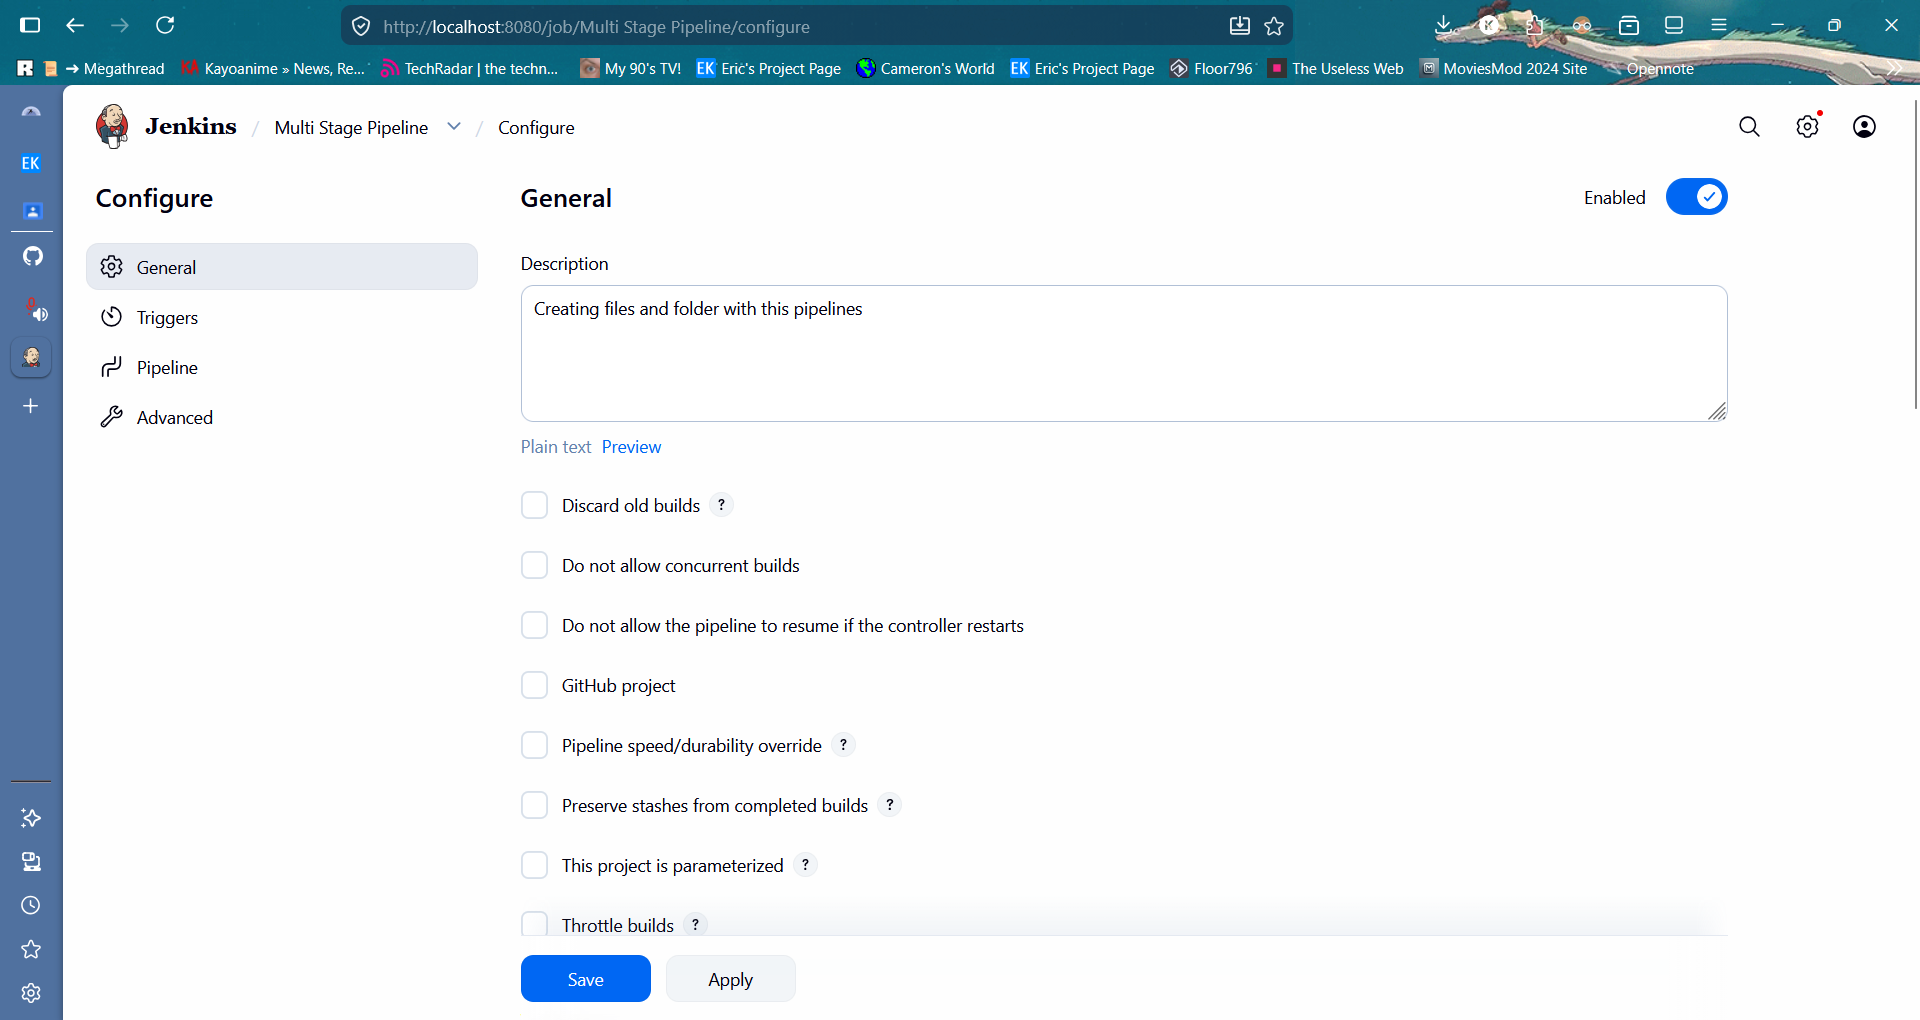 http://localhost:8080/job/Multi Stage Pipeline/configure
R → Megathread KA Kayoanime » News, Re... TechRadar | the techn... My 90's TV! EK Eric's Project Page Cameron's World EK Eric's Project Page Floor796 The Useless Web M MoviesMod 2024 Site Opennote
Jenkins / Multi Stage Pipeline / Configure
EK
Configure
General
Triggers
Pipeline
Advanced
General
Enabled
Description
Creating files and folder with this pipelines
Plain text Preview
Discard old builds ?
Do not allow concurrent builds
Do not allow the pipeline to resume if the controller restarts
GitHub project
Pipeline speed/durability override ?
Preserve stashes from completed builds ?
This project is parameterized ?
Throttle builds ?
Save Apply